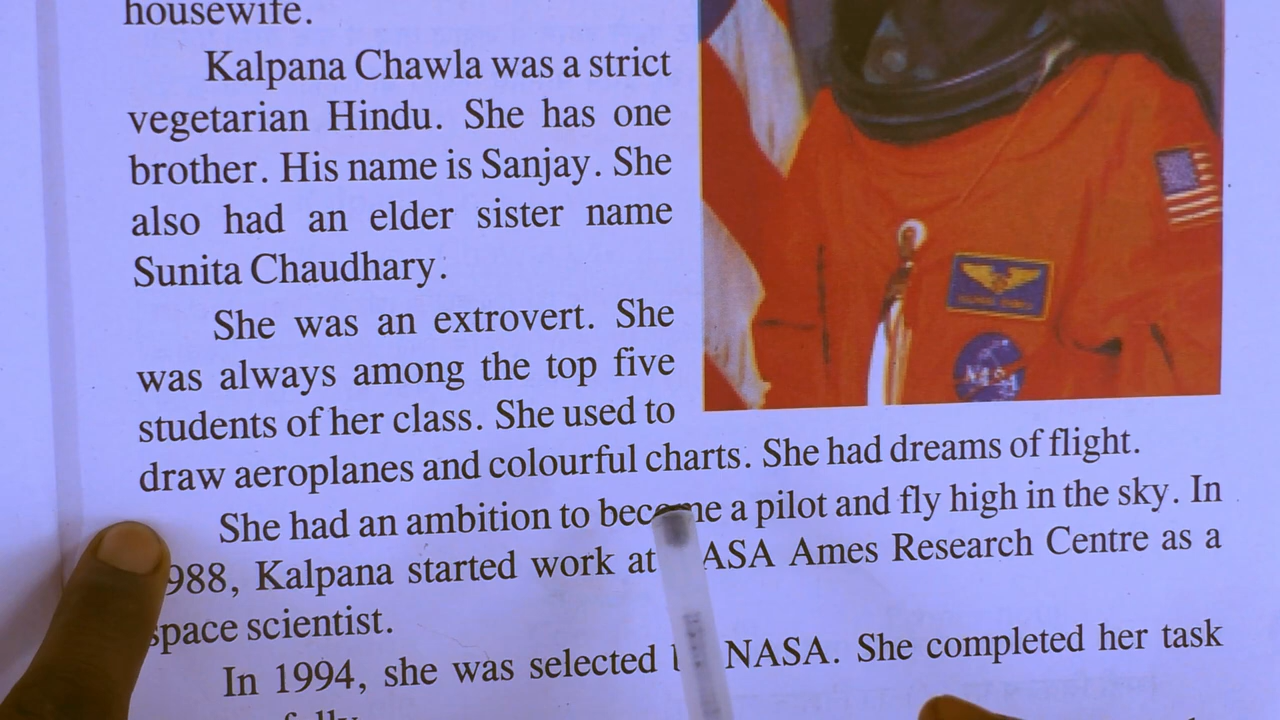 housewife.
Kalpana Chawla was a strict
vegetarian Hindu. She has one
brother. His name is Sanjay. She
also had an elder sister name
Sunita Chaudhary.
She was an extrovert. She
was always among the top five
students of her class. She used to
draw aeroplanes and colourful charts. She had dreams of flight.
She had an ambition to become a pilot and fly high in the sky. In
988, Kalpana started work at ASA Ames Research Centre as a
space scientist.
In 1994, she was selected NASA. She completed her task
NASA